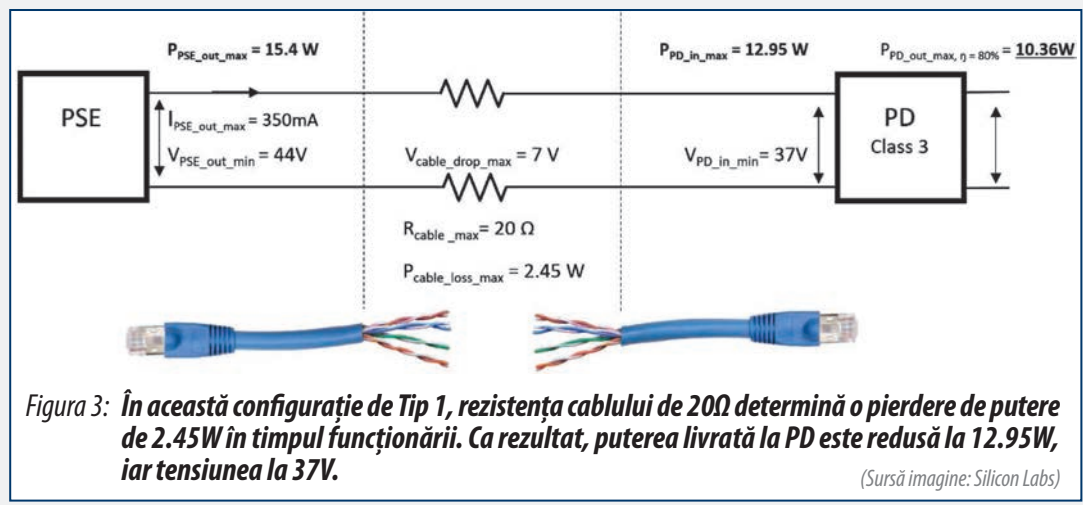 P_PSE_out_max = 15.4 W
P_PD_in_max = 12.95 W
P_PD_out_max, η = 80% = 10.36W
PSE
I_PSE_out_max = 350mA
V_PSE_out_min = 44V
V_cable_drop_max = 7 V
V_PD_in_min = 37V
PD
Class 3
R_cable _max = 20 Ω
P_cable_loss_max = 2.45 W
Figura 3: În această configurație de Tip 1, rezistența cablului de 20Ω determină o pierdere de putere
de 2.45W în timpul funcționării. Ca rezultat, puterea livrată la PD este redusă la 12.95W,
iar tensiunea la 37V.
(Sursă imagine: Silicon Labs)